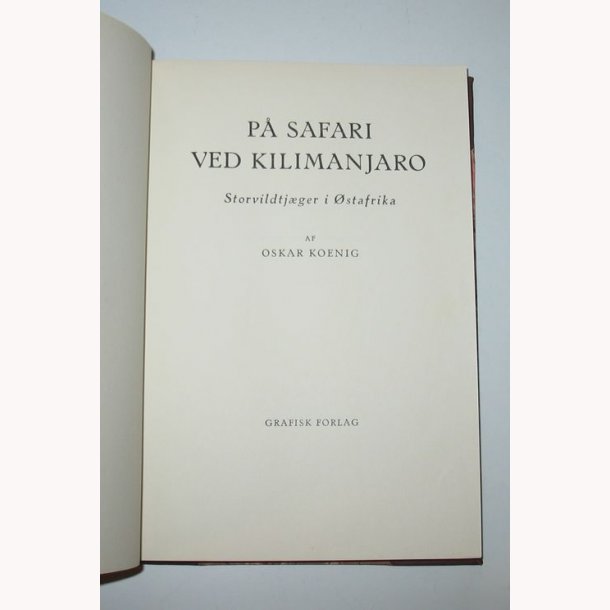 PÅ SAFARI
VED KILIMANJARO
Storvildtjæger i Østafrika
AF
OSKAR KOENIG
GRAFISK FORLAG